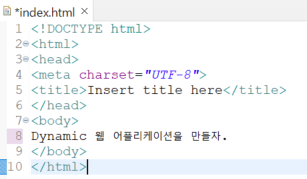 *index.html
1 <!DOCTYPE html>
2 <html>
3 <head>
4 <meta charset="UTF-8">
5 <title>Insert title here</title>
6 </head>
7 <body>
8 Dynamic 웹 어플리케이션을 만들자.
9 </body>
10 </html>